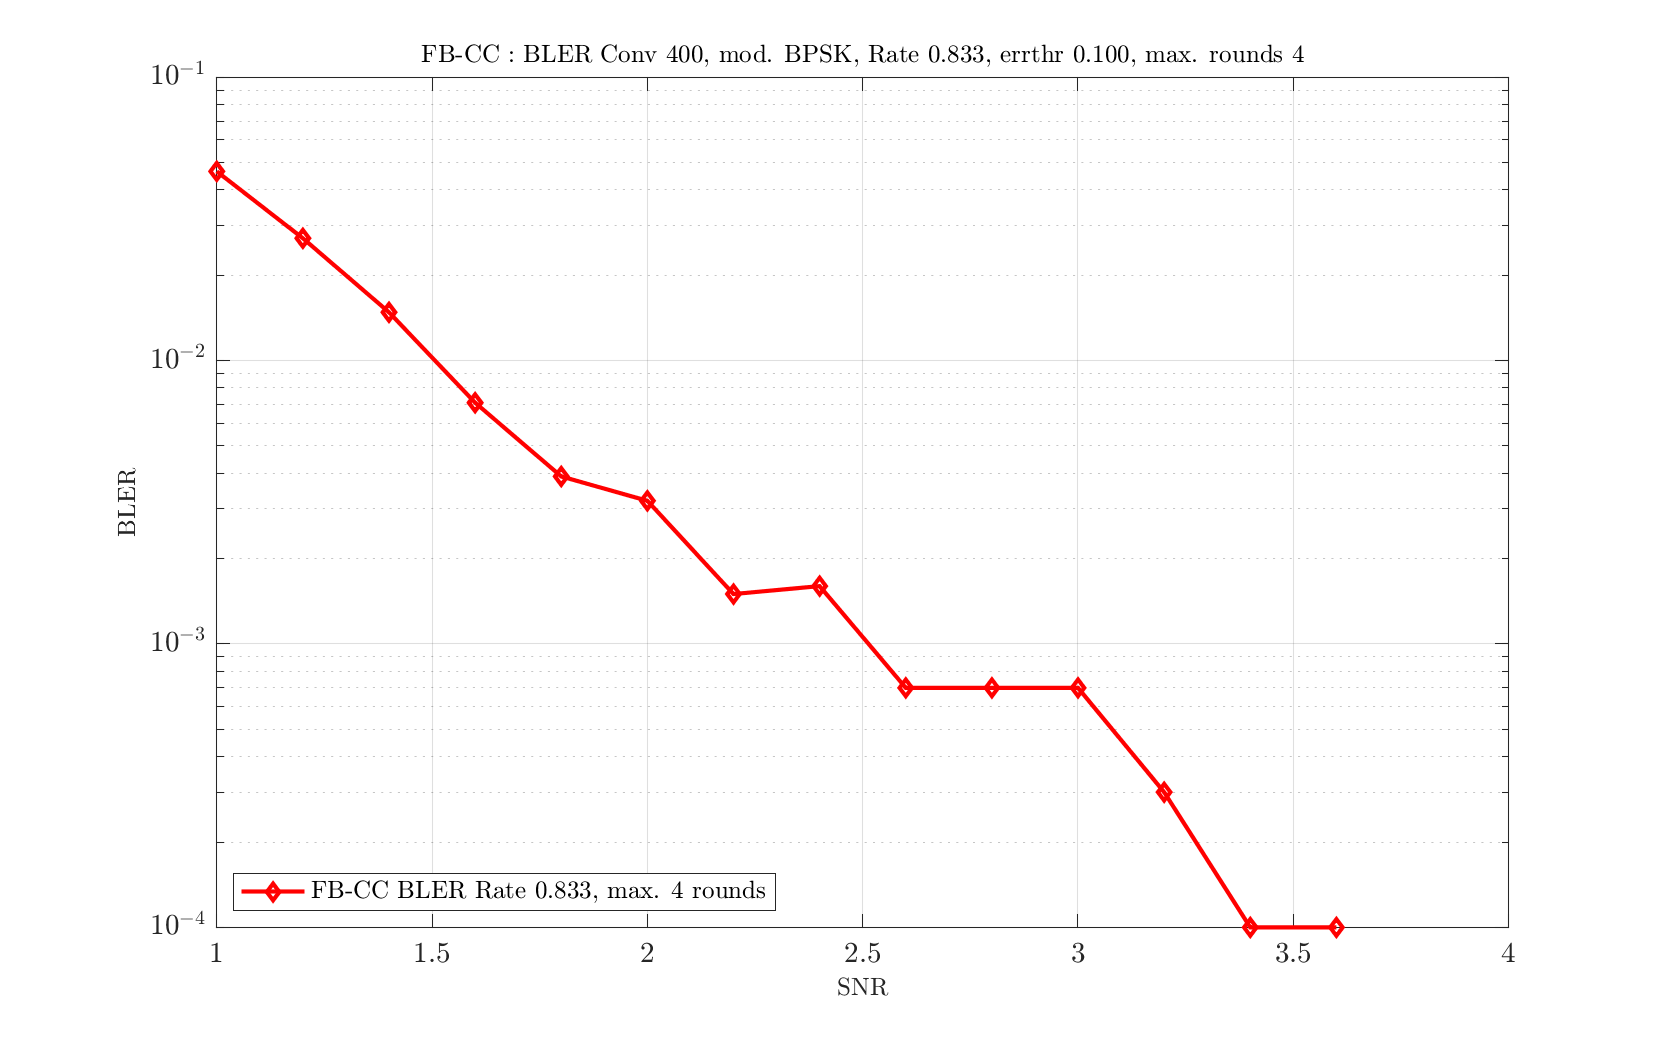 FB-CC : BLER Conv 400, mod. BPSK, Rate 0.833, errthr 0.100, max. rounds 4
10⁻¹
10⁻²
BLER
10⁻³
FB-CC BLER Rate 0.833, max. 4 rounds
10⁻⁴
1 1.5 2 2.5 3 3.5 4
SNR